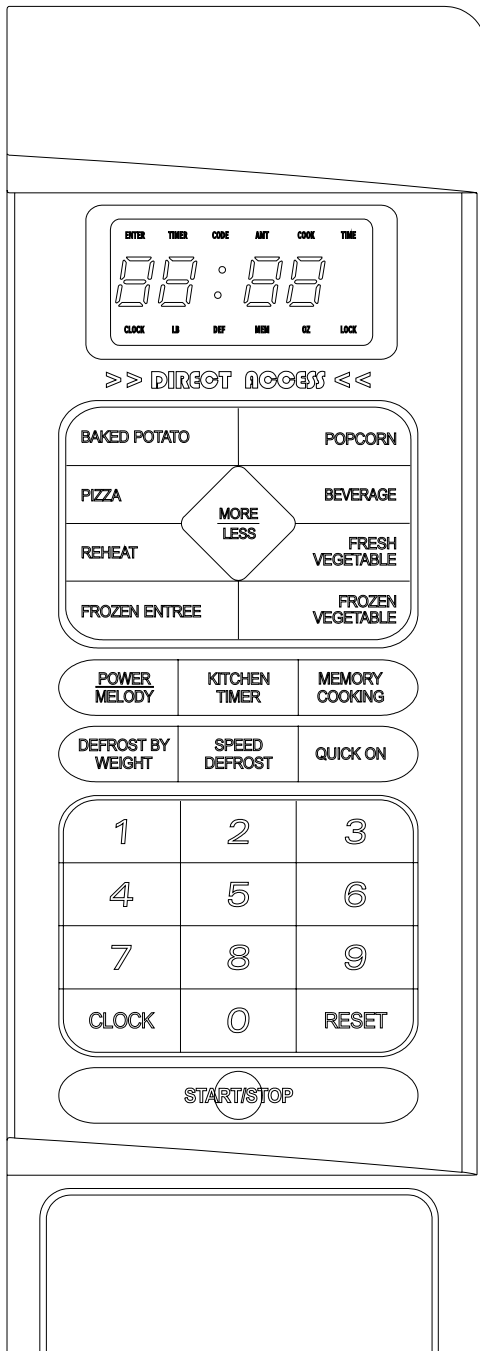 ENTER TIMER CODE AMT COOK TIME
88:88
CLOCK LB DEF MEM OZ LOCK
>> DIRECT ACCESS <<
BAKED POTATO
POPCORN
PIZZA
BEVERAGE
MORE
LESS
REHEAT
FRESH
VEGETABLE
FROZEN ENTREE
FROZEN
VEGETABLE
POWER
MELODY
KITCHEN
TIMER
MEMORY
COOKING
DEFROST BY
WEIGHT
SPEED
DEFROST
QUICK ON
1 2 3
4 5 6
7 8 9
CLOCK 0 RESET
START/STOP